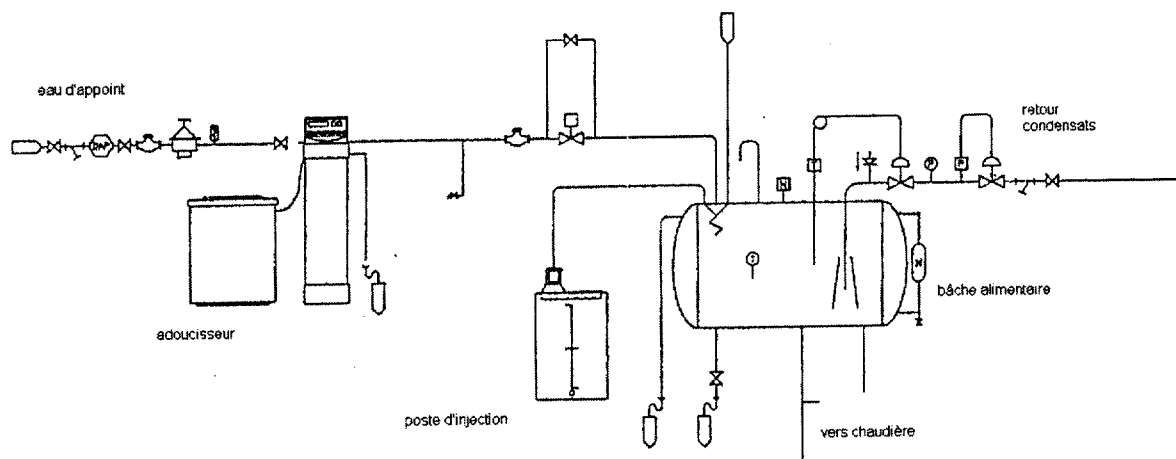 eau d'appoint
retour
condensats
bâche alimentaire
adoucisseur
poste d'injection
vers chaudière